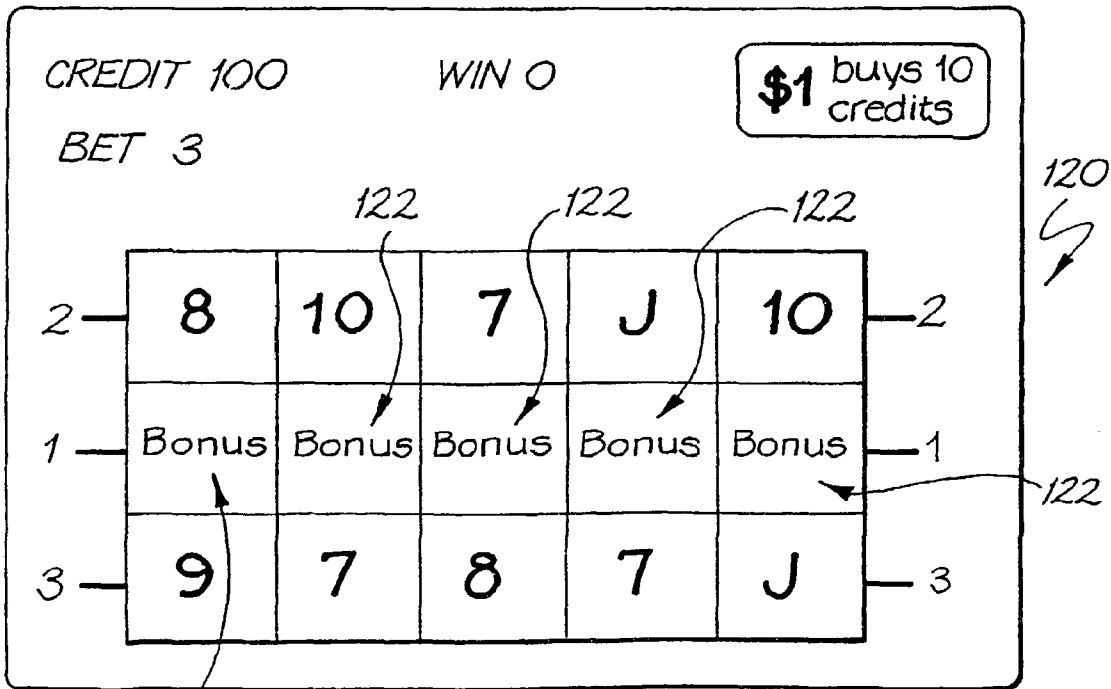 CREDIT 100 WIN 0 $1 buys 10
credits
BET 3
120
122 122 122
2 8 10 7 J 10 2
1 Bonus Bonus Bonus Bonus Bonus 1
122
3 9 7 8 7 J 3